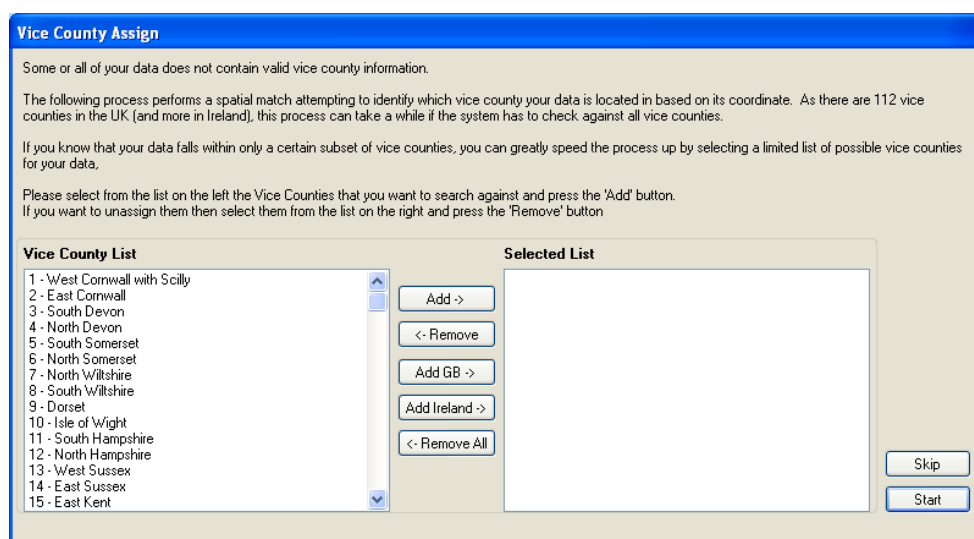 Vice County Assign
Some or all of your data does not contain valid vice county information.
The following process performs a spatial match attempting to identify which vice county your data is located in based on its coordinate. As there are 112 vice
counties in the UK (and more in Ireland), this process can take a while if the system has to check against all vice counties.
If you know that your data falls within only a certain subset of vice counties, you can greatly speed the process up by selecting a limited list of possible vice counties
for your data,
Please select from the list on the left the Vice Counties that you want to search against and press the 'Add' button.
If you want to unassign them then select them from the list on the right and press the 'Remove' button
Vice County List
1 - West Cornwall with Scilly
2 - East Cornwall
3 - South Devon
4 - North Devon
5 - South Somerset
6 - North Somerset
7 - North Wiltshire
8 - South Wiltshire
9 - Dorset
10 - Isle of Wight
11 - South Hampshire
12 - North Hampshire
13 - West Sussex
14 - East Sussex
15 - East Kent
Add ->
<- Remove
Add GB ->
Add Ireland ->
<- Remove All
Selected List
Skip
Start